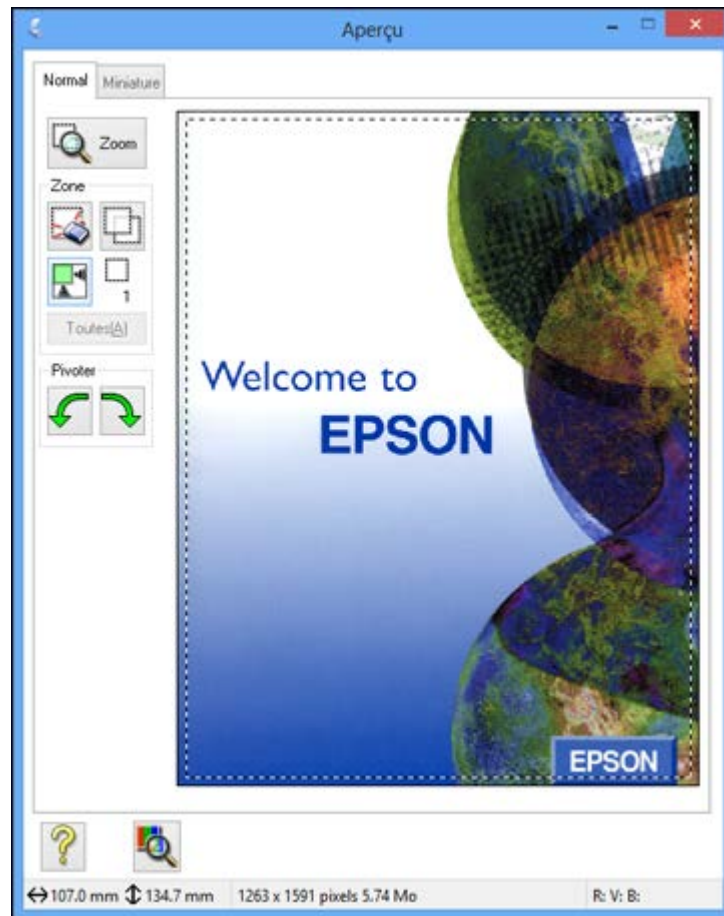 Aperçu
Normal
Miniature
Zoom
Zone
1
Toutes(A)
Pivoter
Welcome to
EPSON
EPSON
107.0 mm 134.7 mm 1263 x 1591 pixels 5.74 Mo R: V: B: